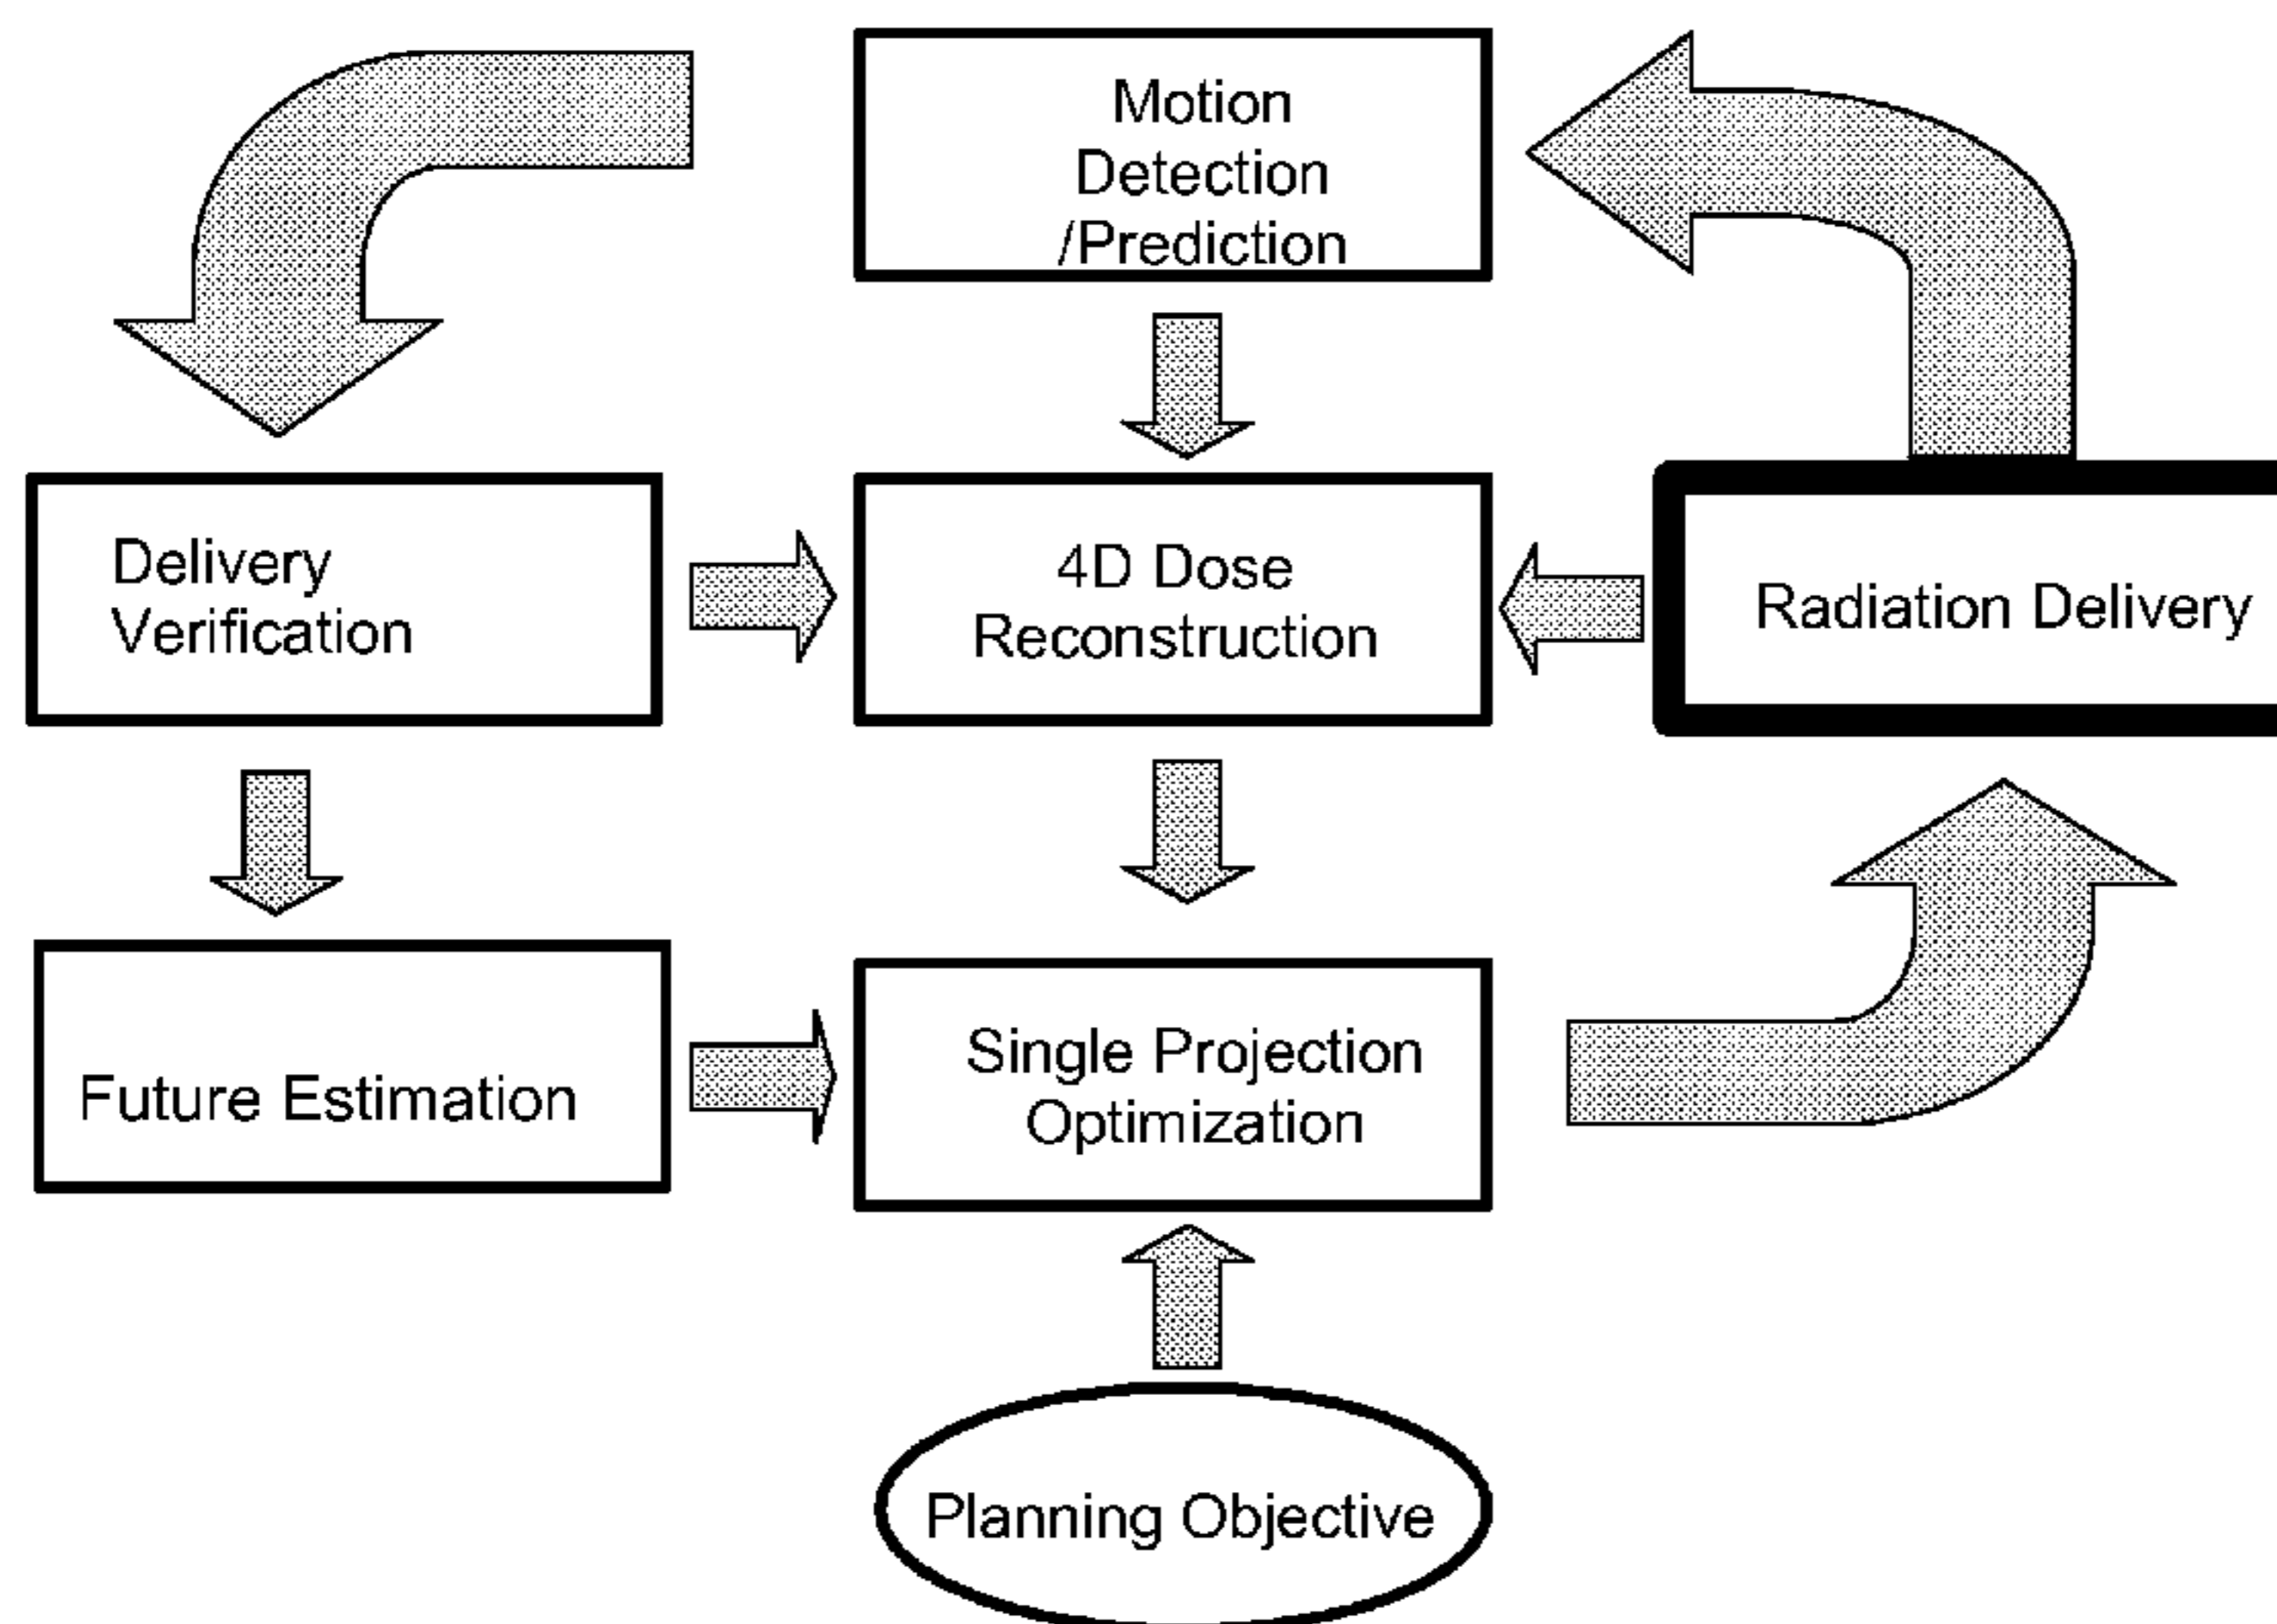 Motion
Detection
/Prediction
Delivery
Verification
4D Dose
Reconstruction
Radiation Delivery
Future Estimation
Single Projection
Optimization
Planning Objective